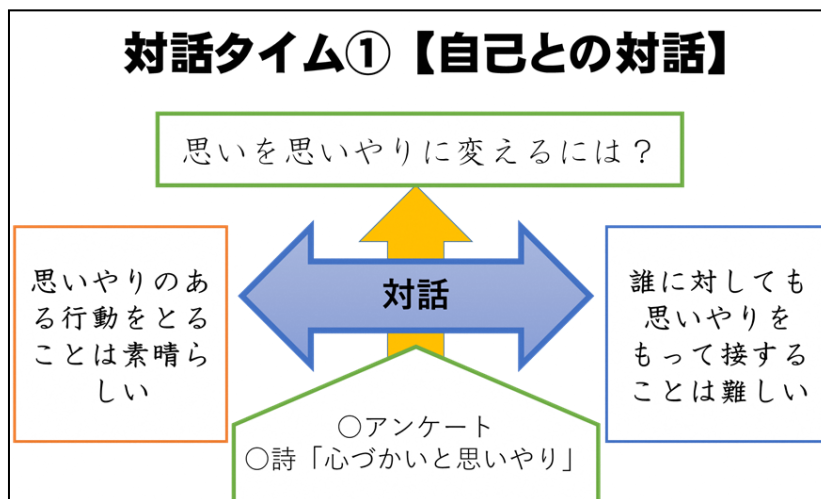 対話タイム①【自己との対話】
思いを思いやりに変えるには？
思いやりのあ
る行動をとる
ことは素晴ら
しい
対話
誰に対しても
思いやりを
もって接する
ことは難しい
○アンケート
○詩「心づかいと思いやり」